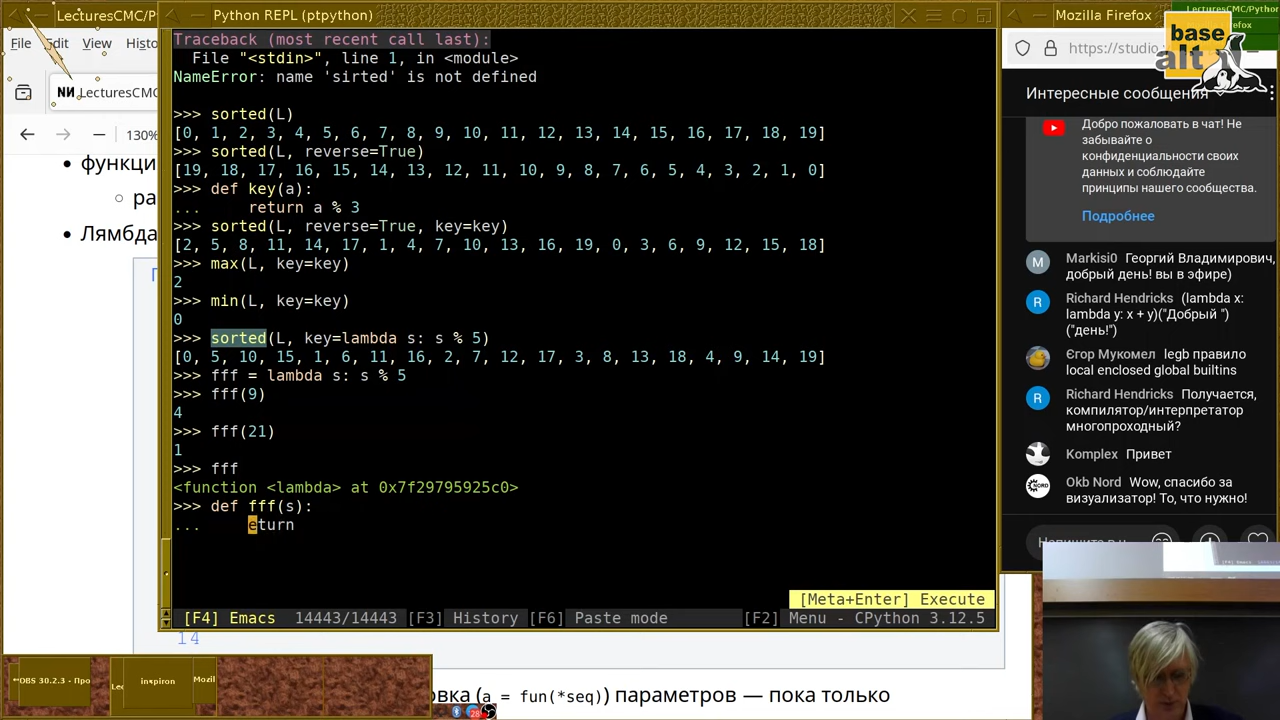 LecturesCMC/P
Python REPL (ptpython)
Mozilla Firefox
LecturesCMC/Python
Firefox
File Edit View Histo
https://studio.y
base
alt
LecturesCMC
130%
функци
ра
Лямбда
Traceback (most recent call last):
File "<stdin>", line 1, in <module>
NameError: name 'sirted' is not defined
>>> sorted(L)
[0, 1, 2, 3, 4, 5, 6, 7, 8, 9, 10, 11, 12, 13, 14, 15, 16, 17, 18, 19]
>>> sorted(L, reverse=True)
[19, 18, 17, 16, 15, 14, 13, 12, 11, 10, 9, 8, 7, 6, 5, 4, 3, 2, 1, 0]
>>> def key(a):
...     return a % 3
>>> sorted(L, reverse=True, key=key)
[2, 5, 8, 11, 14, 17, 1, 4, 7, 10, 13, 16, 19, 0, 3, 6, 9, 12, 15, 18]
>>> max(L, key=key)
2
>>> min(L, key=key)
0
>>> sorted(L, key=lambda s: s % 5)
[0, 5, 10, 15, 1, 6, 11, 16, 2, 7, 12, 17, 3, 8, 13, 18, 4, 9, 14, 19]
>>> fff = lambda s: s % 5
>>> fff(9)
4
>>> fff(21)
1
>>> fff
<function <lambda> at 0x7f29795925c0>
>>> def fff(s):
...     eturn
[Meta+Enter] Execute
[F4] Emacs 14443/14443 [F3] History [F6] Paste mode [F2] Menu - CPython 3.12.5
Интересные сообщения
Добро пожаловать в чат! Не
забывайте о
конфиденциальности своих
данных и соблюдайте
принципы нашего сообщества.
Подробнее
Markisi0 Георгий Владимирович,
добрый день! вы в эфире)
Richard Hendricks (lambda x:
lambda y: x + y)("Добрый ")
("день!")
Єгор Мукомел legb правило
local enclosed global builtins
Richard Hendricks Получается,
компилятор/интерпретатор
многопроходный?
Komplex Привет
Okb Nord Wow, спасибо за
визуализатор! То, что нужно!
14
овка (a = fun(*seq)) параметров — пока только
OBS 30.2.3 - Про
Lec
inspiron
Mozil
28